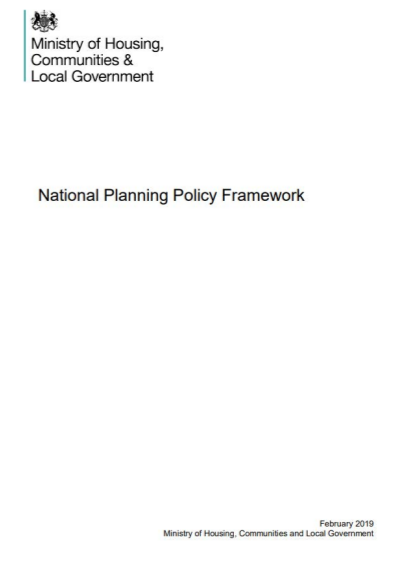 Ministry of Housing,
Communities &
Local Government
National Planning Policy Framework
February 2019
Ministry of Housing, Communities and Local Government